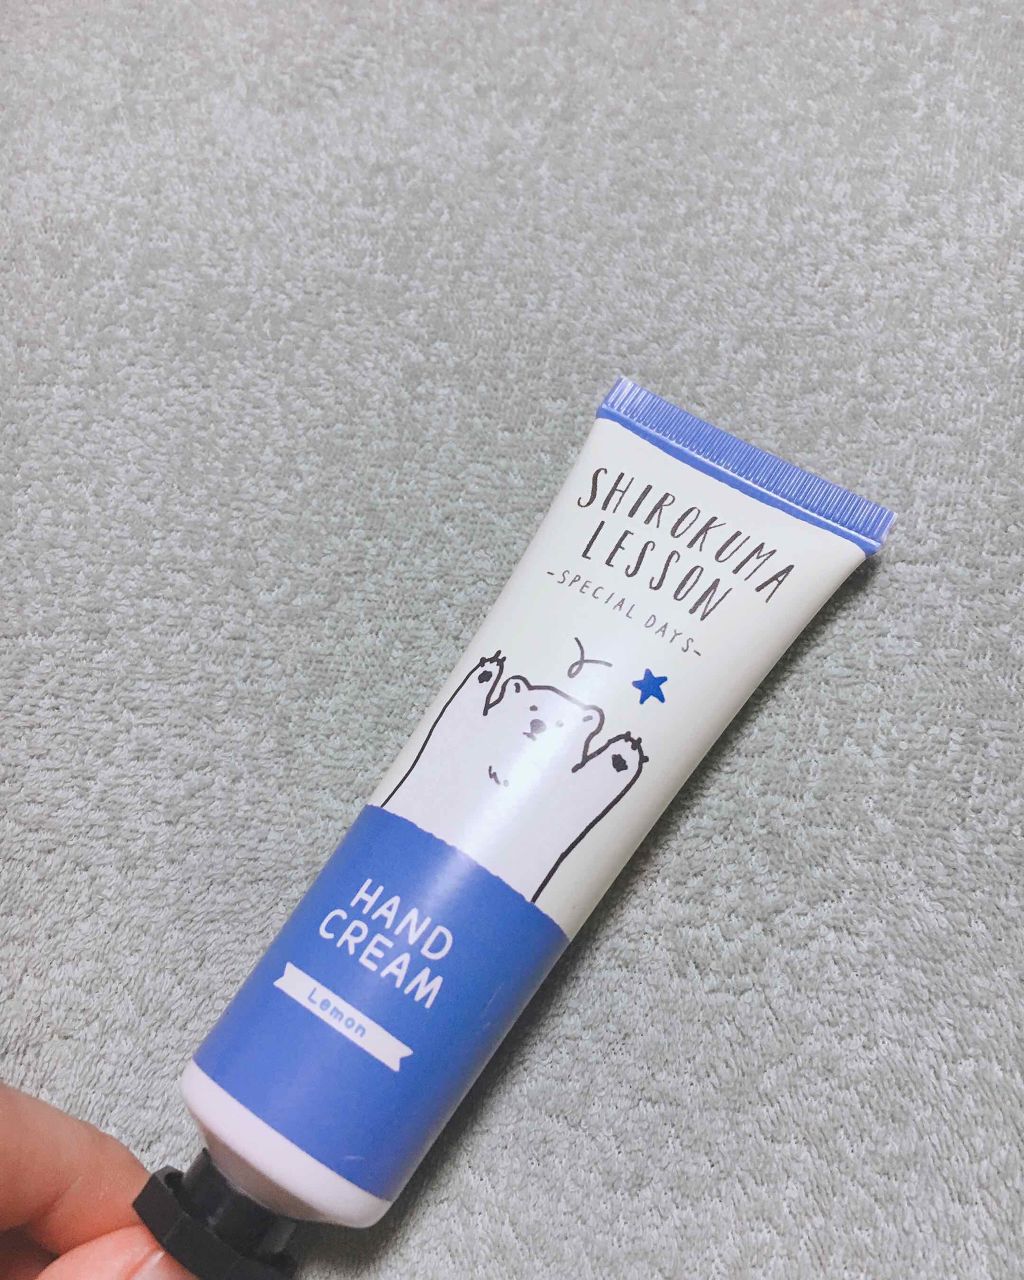 SHIROKUMA
LESSON
-SPECIAL DAYS-
HAND
CREAM
Lemon